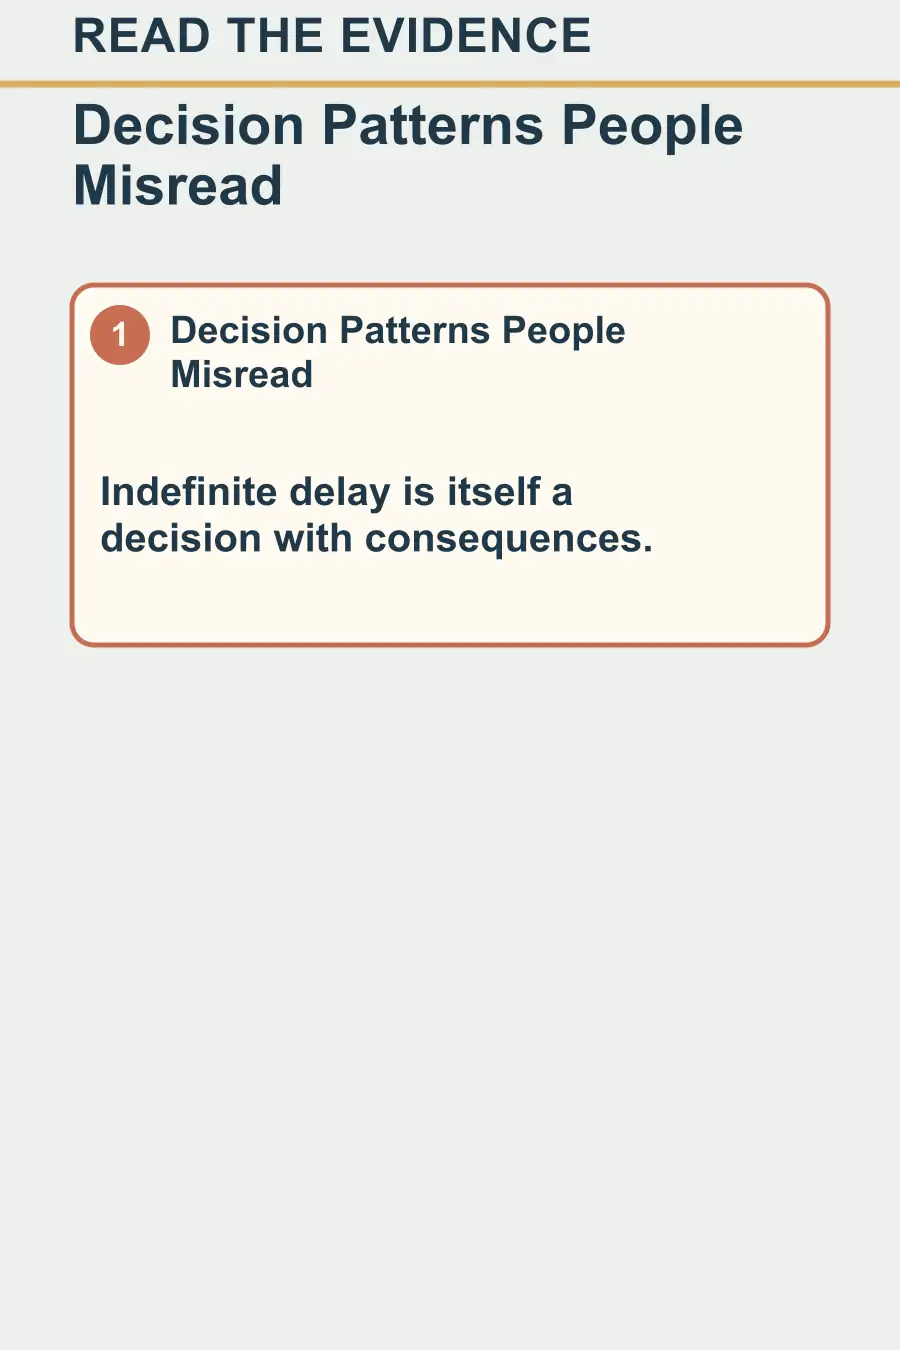 READ THE EVIDENCE
Decision Patterns People
Misread
1
Decision Patterns People
Misread
Indefinite delay is itself a
decision with consequences.